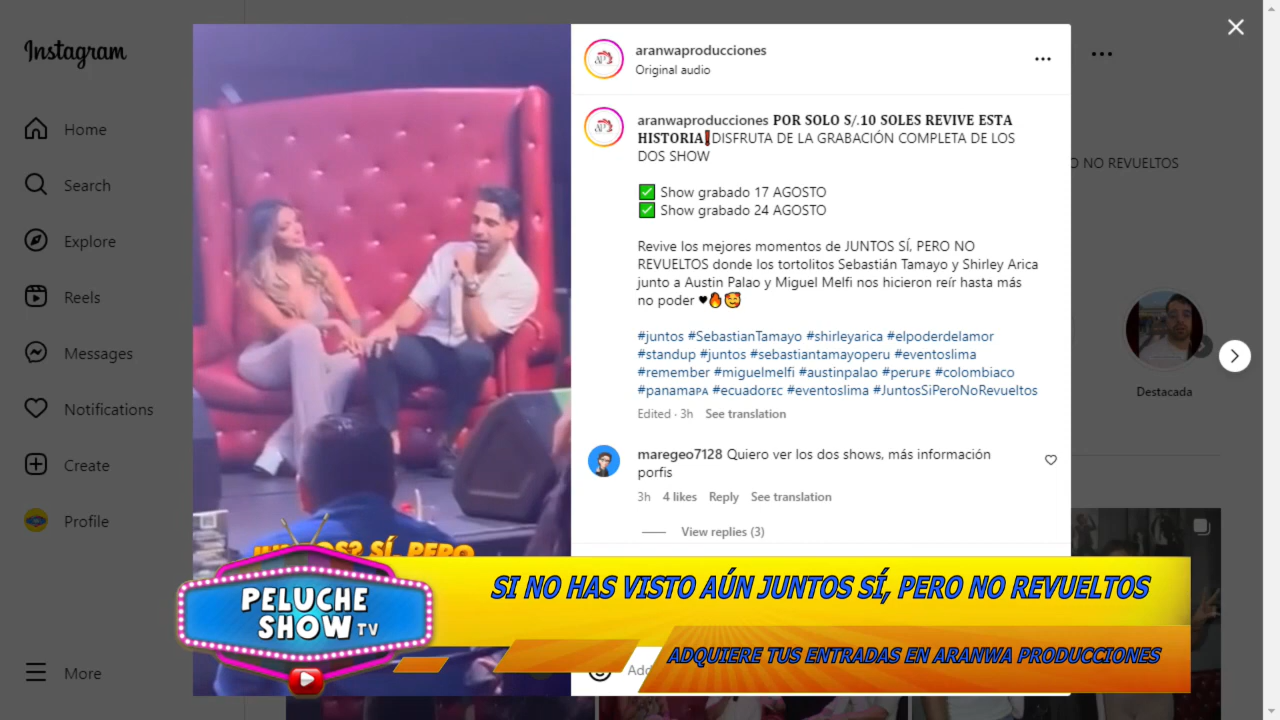 Instagram
Home
Search
Explore
Reels
Messages
Notifications
Create
Profile
More
aranwaproducciones
Original audio
aranwaproducciones POR SOLO S/.10 SOLES REVIVE ESTA
HISTORIA❗DISFRUTA DE LA GRABACIÓN COMPLETA DE LOS
DOS SHOW
✅ Show grabado 17 AGOSTO
✅ Show grabado 24 AGOSTO
Revive los mejores momentos de JUNTOS SÍ, PERO NO
REVUELTOS donde los tortolitos Sebastián Tamayo y Shirley Arica
junto a Austin Palao y Miguel Melfi nos hicieron reír hasta más
no poder ♥🔥🥰
#juntos #SebastianTamayo #shirleyarica #elpoderdelamor
#standup #juntos #sebastiantamayoperu #eventoslima
#remember #miguelmelfi #austinpalao #perᴜᴘᴇ #colombiaco
#panamaᴘᴀ #ecuadorᴇᴄ #eventoslima #JuntosSiPeroNoRevueltos
Edited · 3h See translation
maregeo7128 Quiero ver los dos shows, más información
porfis
3h 4 likes Reply See translation
View replies (3)
NO REVUELTOS
Destacada
JUNTOS? SÍ, PERO
PELUCHE
SHOW TV
SI NO HAS VISTO AÚN JUNTOS SÍ, PERO NO REVUELTOS
ADQUIERE TUS ENTRADAS EN ARANWA PRODUCCIONES